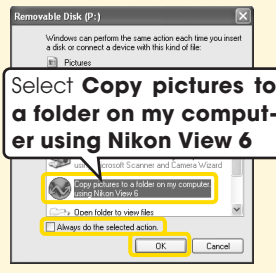 Removable Disk (P:)
Windows can perform the same action each time you insert
a disk or connect a device with this kind of file:
Pictures
Select Copy pictures to
a folder on my comput-
er using Nikon View 6
using Microsoft Scanner and Camera Wizard
Copy pictures to a folder on my computer
using Nikon View 6
Open folder to view files
Always do the selected action.
OK Cancel